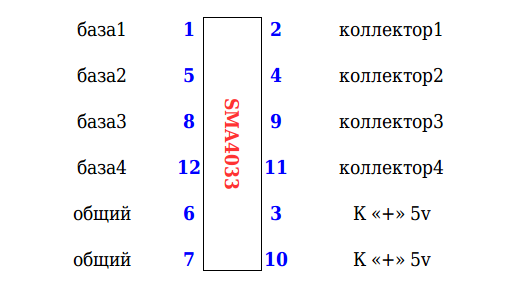 база1 1 2 коллектор1
база2 5 4 коллектор2
база3 8 9 коллектор3
база4 12 11 коллектор4
общий 6 3 К «+» 5v
общий 7 10 К «+» 5v
SMA4033